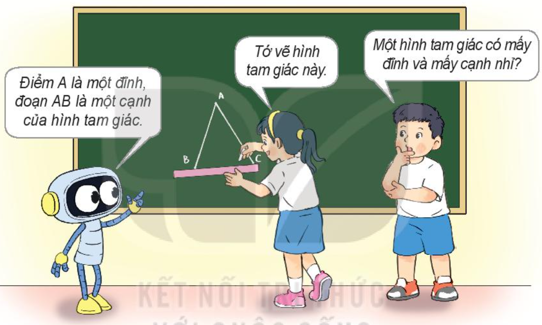 Điểm A là một đỉnh,
đoạn AB là một cạnh
của hình tam giác.
Tớ vẽ hình
tam giác này.
Một hình tam giác có mấy
đỉnh và mấy cạnh nhỉ?
A
B
C
KẾT NỐI TRI THỨC
VỚI CUỘC SỐNG